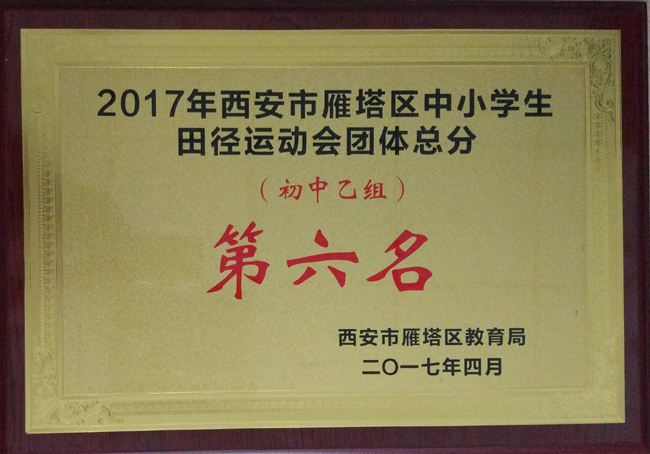 2017年西安市雁塔区中小学生
田径运动会团体总分
（初中乙组）
第六名
西安市雁塔区教育局
二〇一七年四月